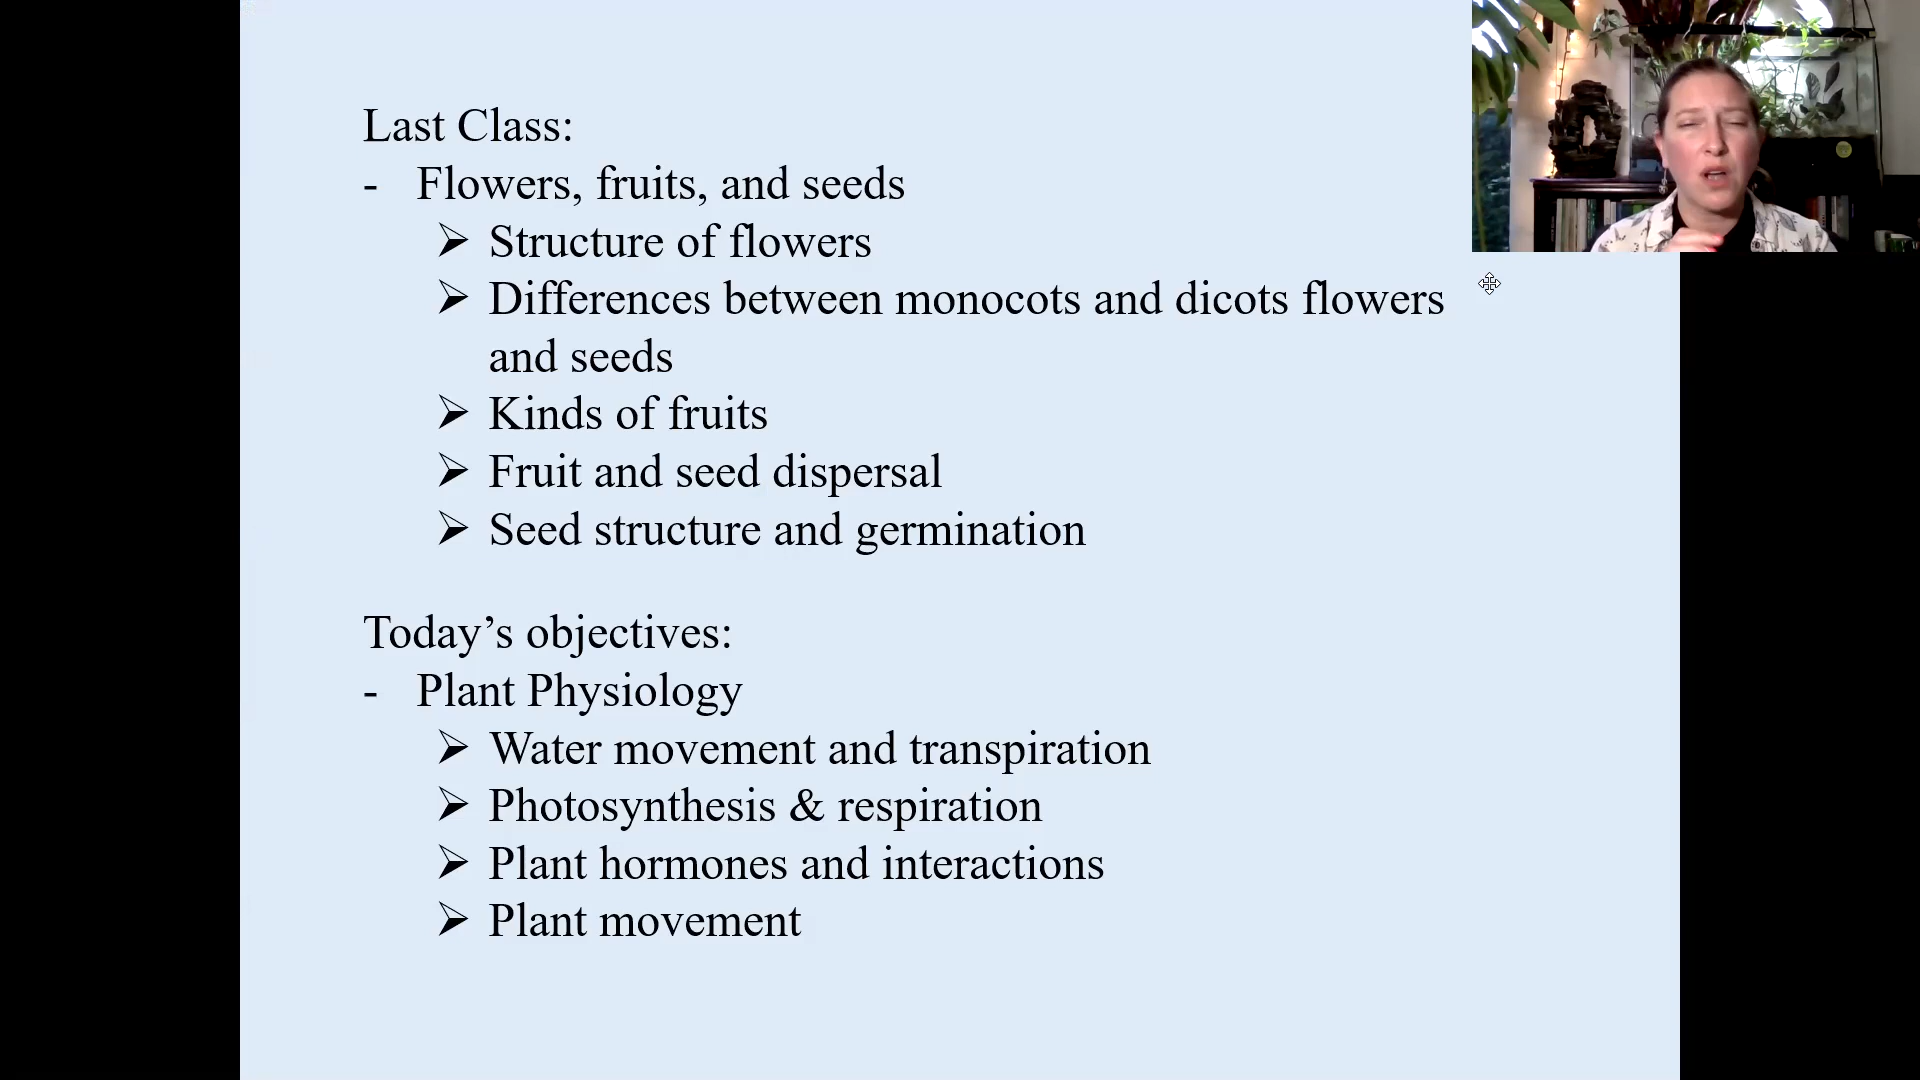 Last Class:
- Flowers, fruits, and seeds
➢ Structure of flowers
➢ Differences between monocots and dicots flowers
and seeds
➢ Kinds of fruits
➢ Fruit and seed dispersal
➢ Seed structure and germination
Today’s objectives:
- Plant Physiology
➢ Water movement and transpiration
➢ Photosynthesis & respiration
➢ Plant hormones and interactions
➢ Plant movement